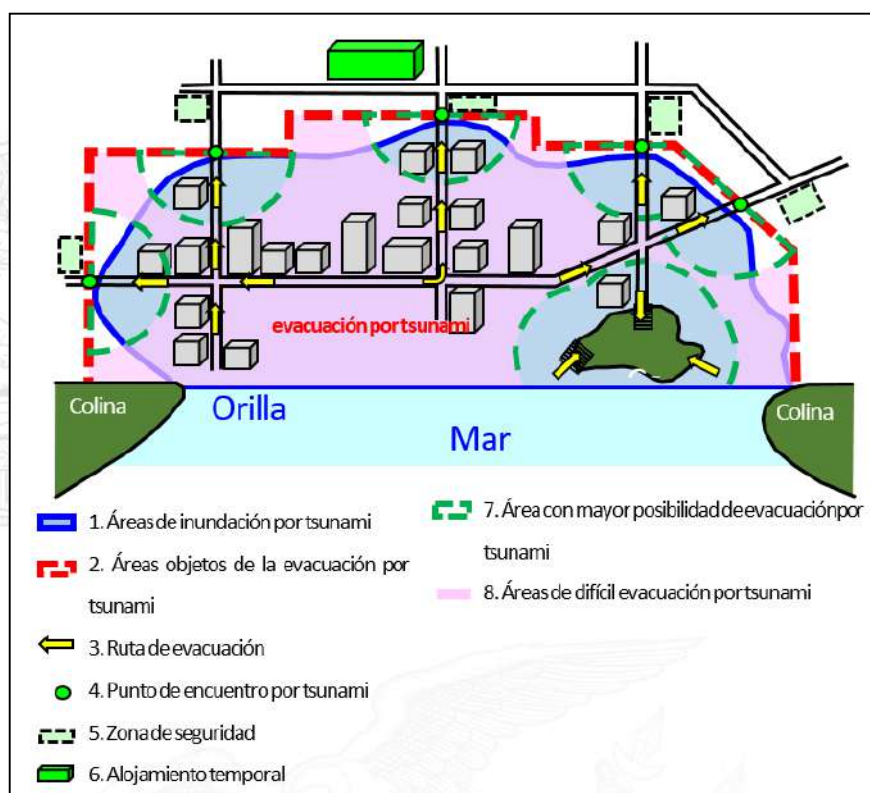 evacuación por tsunami
Colina
Orilla
Mar
Colina
1. Áreas de inundación por tsunami
2. Áreas objetos de la evacuación por
tsunami
3. Ruta de evacuación
4. Punto de encuentro por tsunami
5. Zona de seguridad
6. Alojamiento temporal
7. Área con mayor posibilidad de evacuación por
tsunami
8. Áreas de difícil evacuación por tsunami